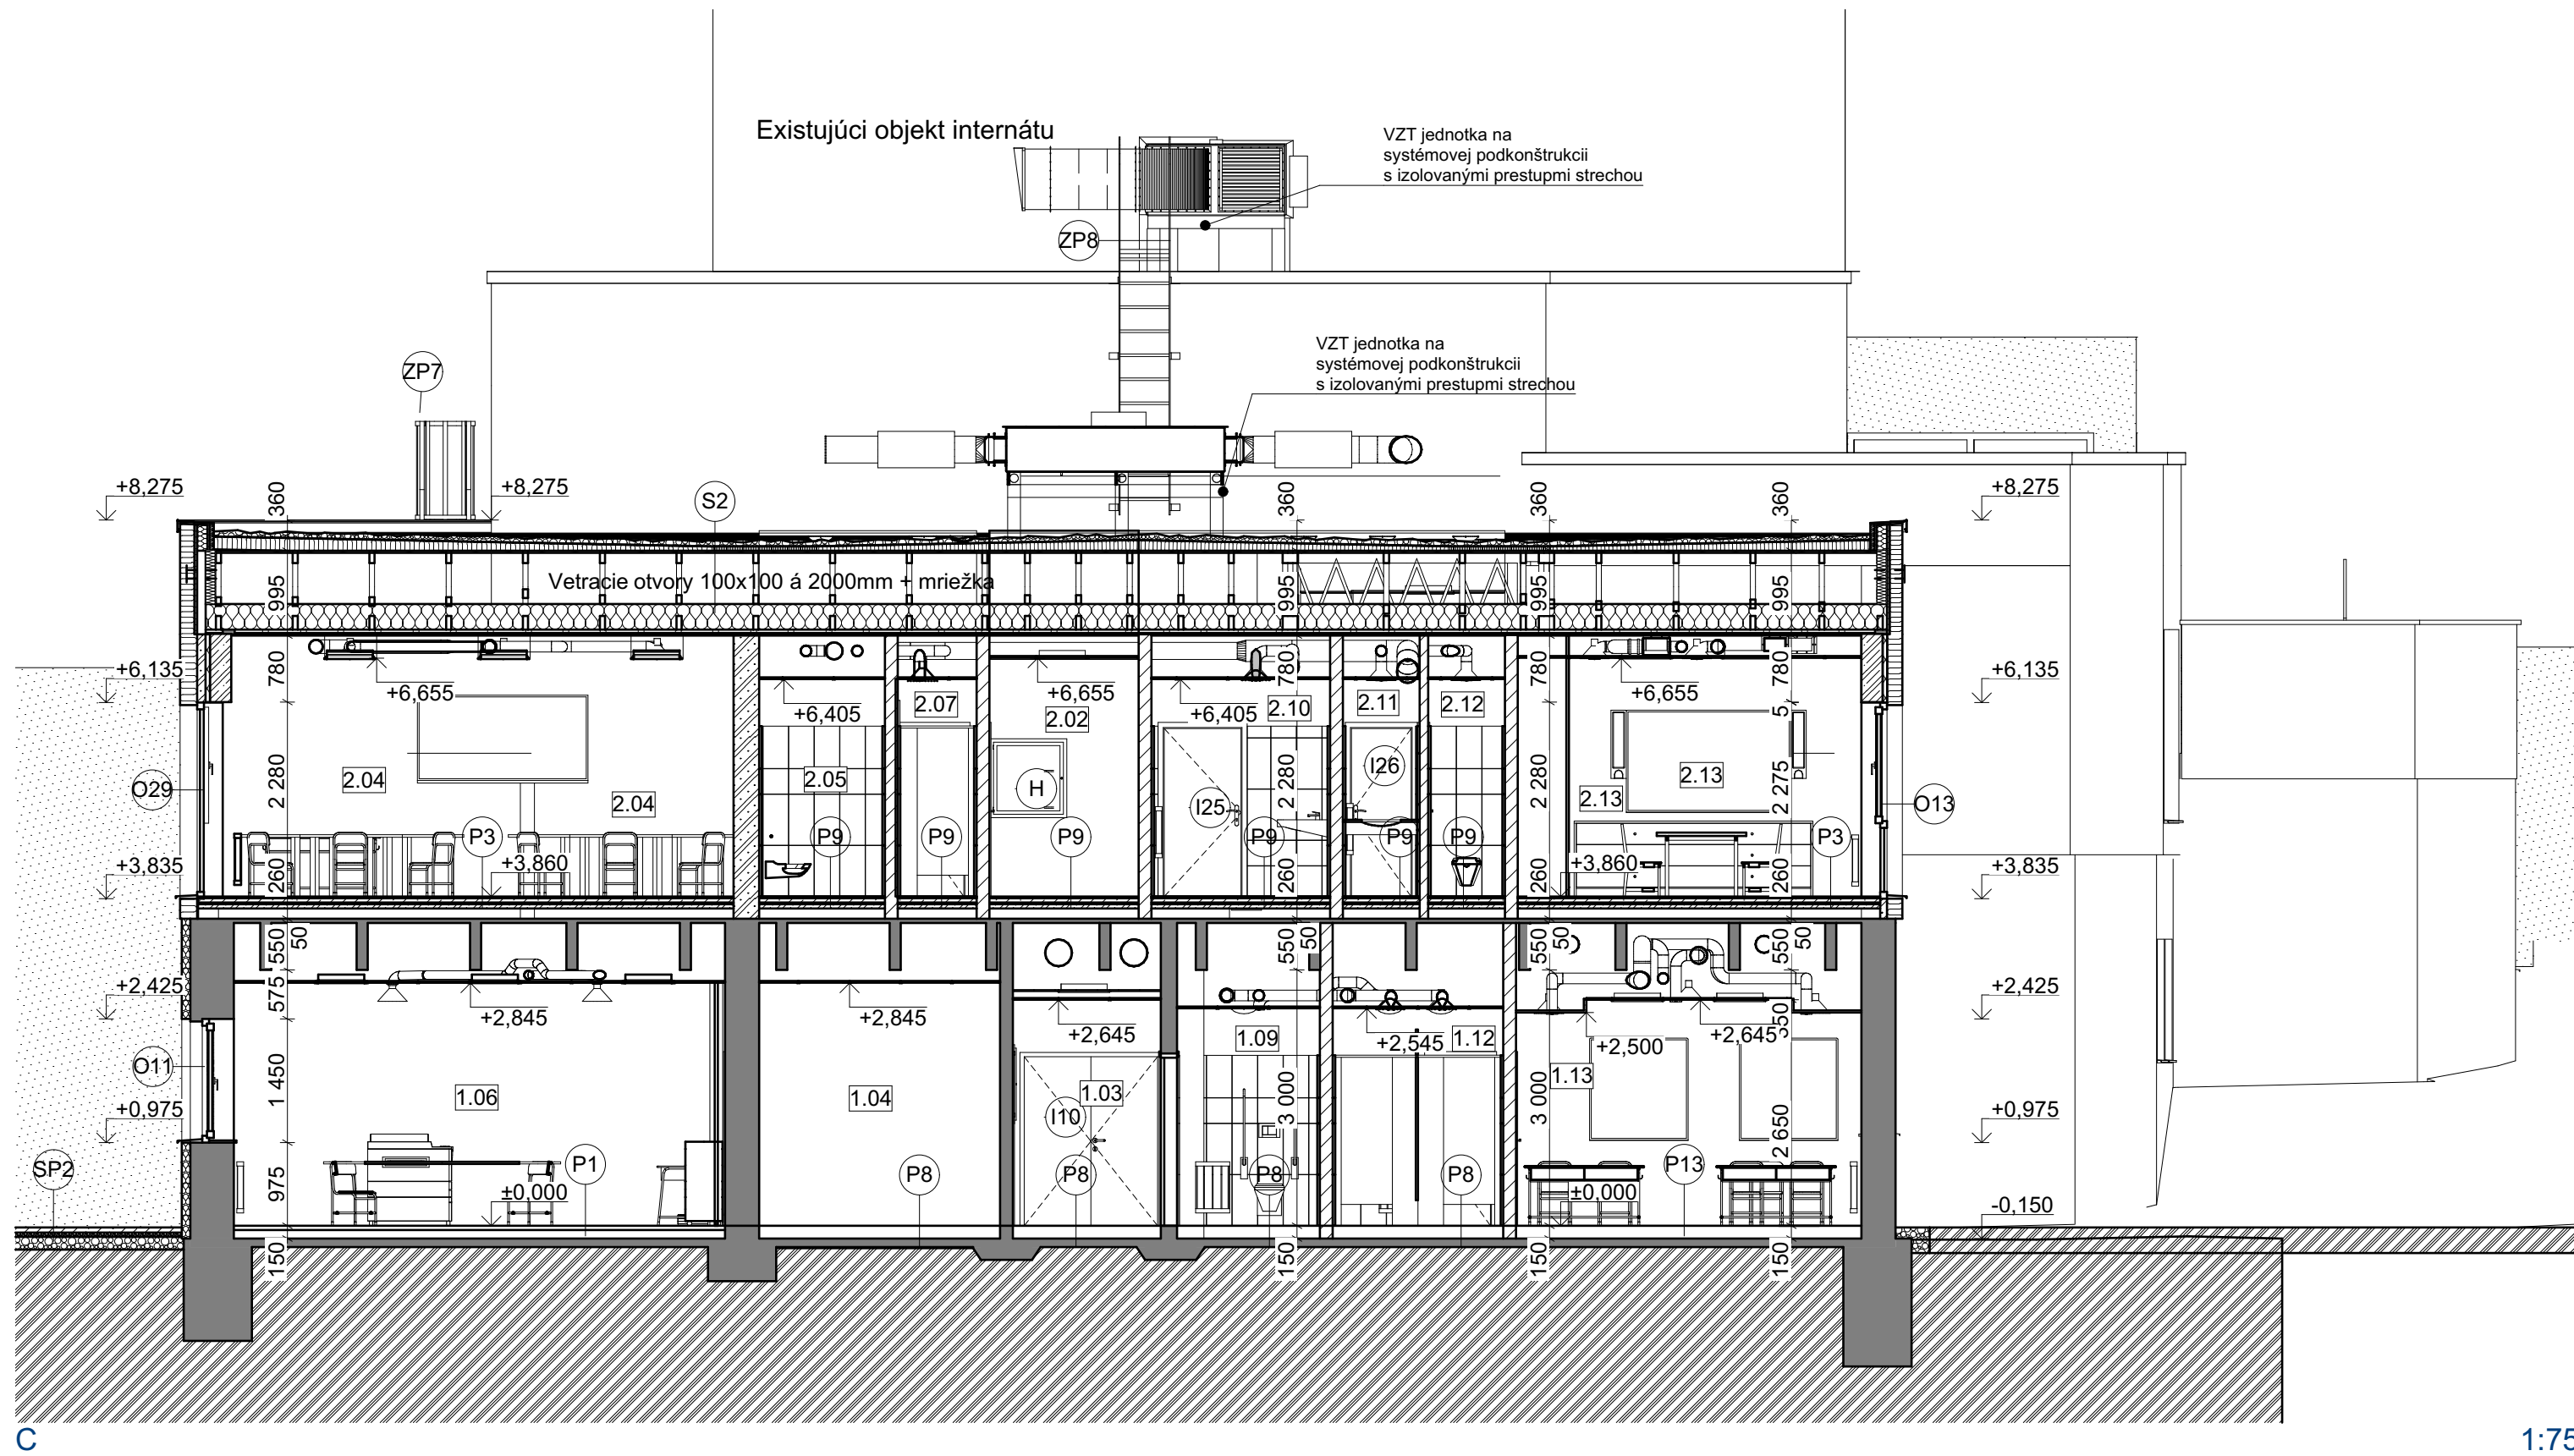 Existujúci objekt internátu
VZT jednotka na
systémovej podkonštrukcii
s izolovanými prestupmi strechou
ZP8
VZT jednotka na
systémovej podkonštrukcii
s izolovanými prestupmi strechou
ZP7
+8,275
360
+8,275
S2
360
360
360
+8,275
Vetracie otvory 100x100 á 2000mm + mriežka
995
995
995
995
+6,135
780
+6,655
+6,405
2.07
+6,655
2.02
+6,405
2.10
780
2.11
2.12
780
+6,655
780
5
+6,135
O29
2 280
2.04
2.04
2.05
H
I25
2 280
I26
2 280
2.13
2.13
2 275
O13
+3,835
260
P3
+3,860
P9
P9
P9
P9
260
P9
P9
260
+3,860
260
P3
+3,835
550
50
550
50
550
50
550
50
+2,425
575
+2,845
+2,845
+2,645
1.09
+2,545
1.12
+2,500
+2,645
350
+2,425
O11
1 450
1.06
1.04
I10
1.03
3 000
3 000
1.13
2 650
+0,975
+0,975
SP2
975
±0,000
P1
P8
P8
P8
P8
±0,000
P13
-0,150
150
150
150
150
C
1:75